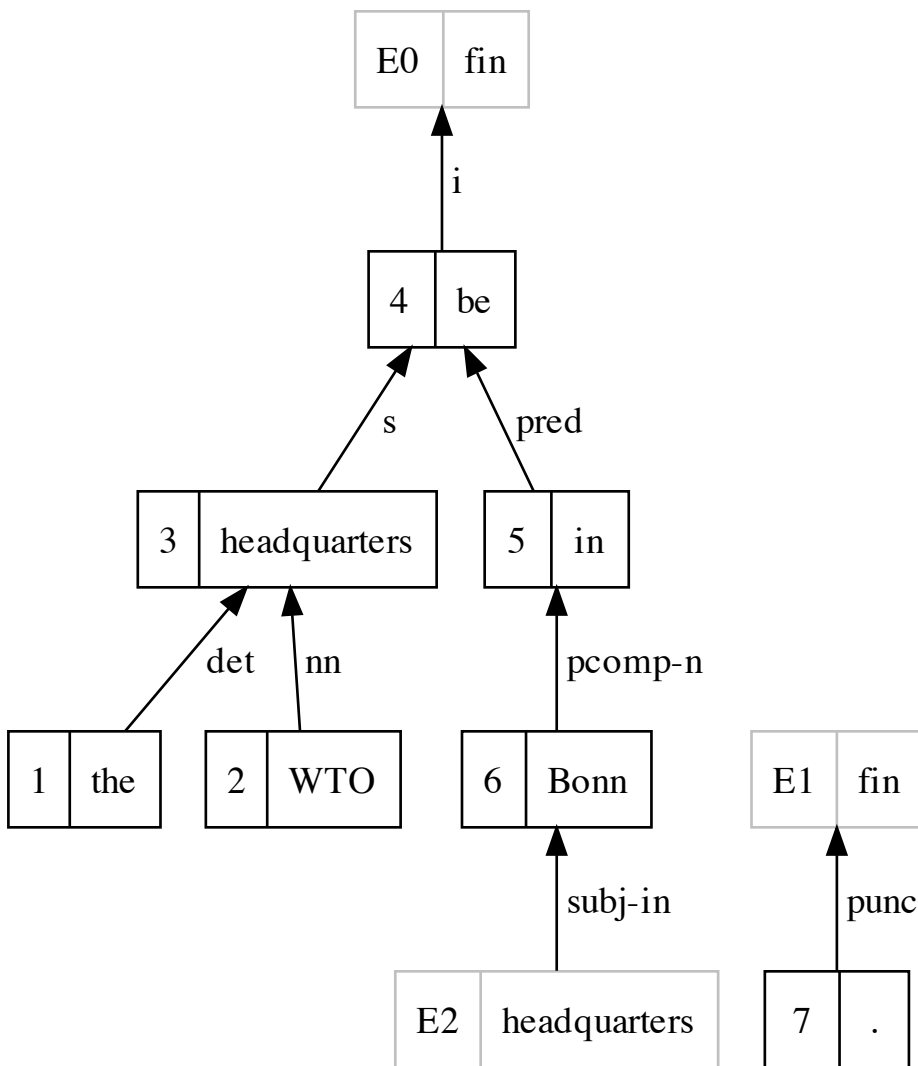 E0 fin
i
4 be
s pred
3 headquarters 5 in
det nn pcomp-n
1 the 2 WTO 6 Bonn E1 fin
subj-in punc
E2 headquarters 7 .